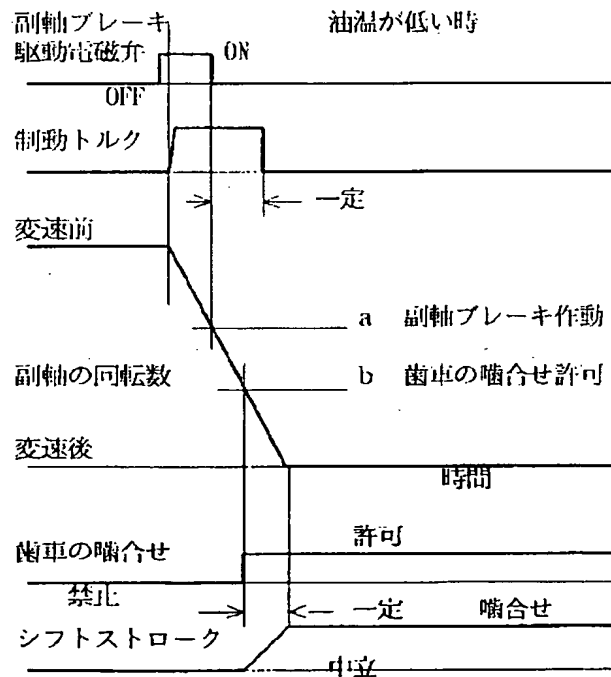 副軸ブレーキ 油温が低い時
駆動電磁弁 ON
OFF
制動トルク
一定
変速前
a 副軸ブレーキ作動
副軸の回転数 b 歯車の噛合せ許可
変速後
時間
許可
歯車の噛合せ
禁止 一定 噛合せ
シフトストローク
中立